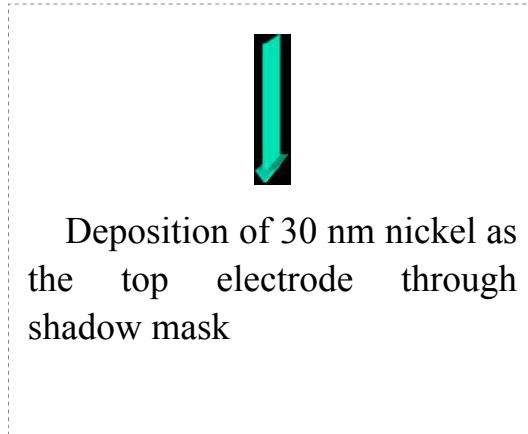 Deposition of 30 nm nickel as
the top electrode through
shadow mask